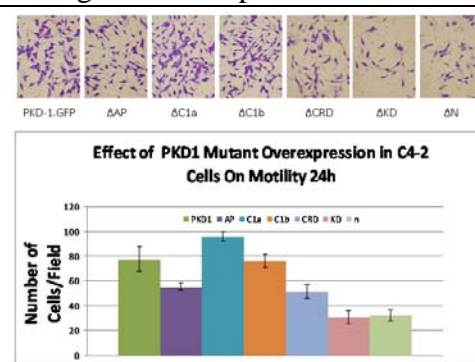 PKD-1.GFP ΔAP ΔC1a ΔC1b ΔCRD ΔKD ΔN
Effect of PKD1 Mutant Overexpression in C4-2
Cells On Motility 24h
PKD1 AP C1a C1b CRD KD n
Number of
Cells/Field
120
100
80
60
40
20
0